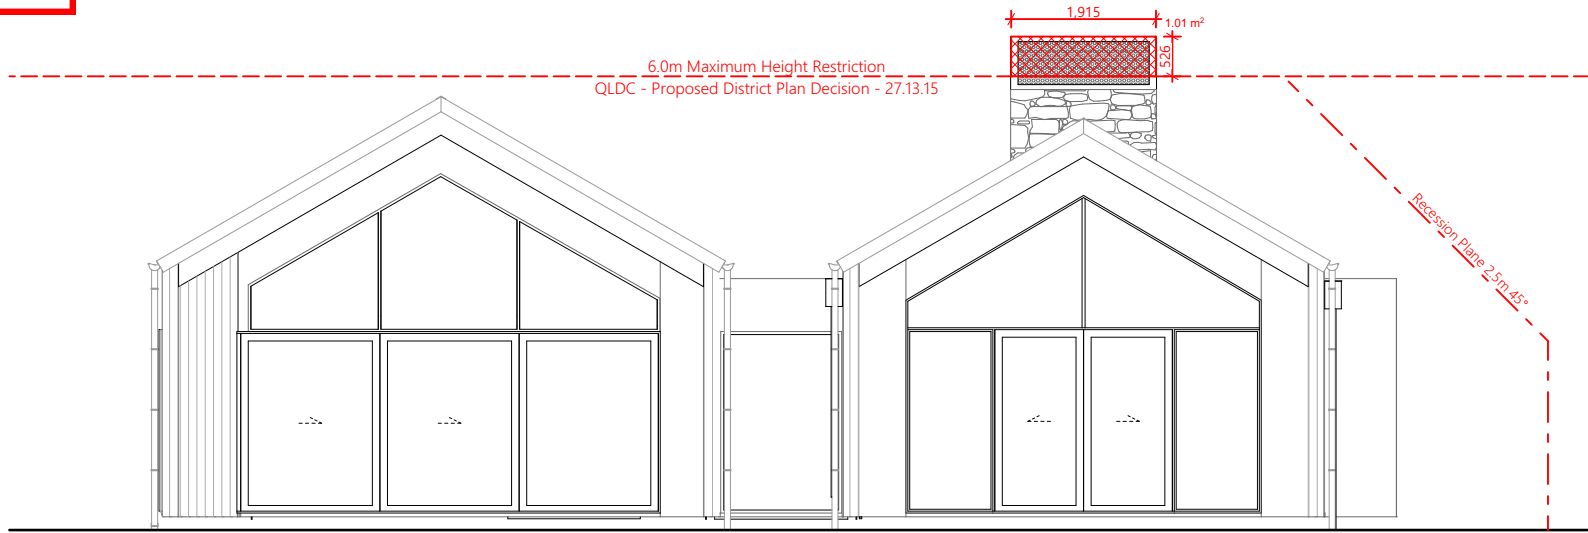 1,915
1.01 m²
526
6.0m Maximum Height Restriction
QLDC - Proposed District Plan Decision - 27.13.15
Recession Plane 2.5m 45°